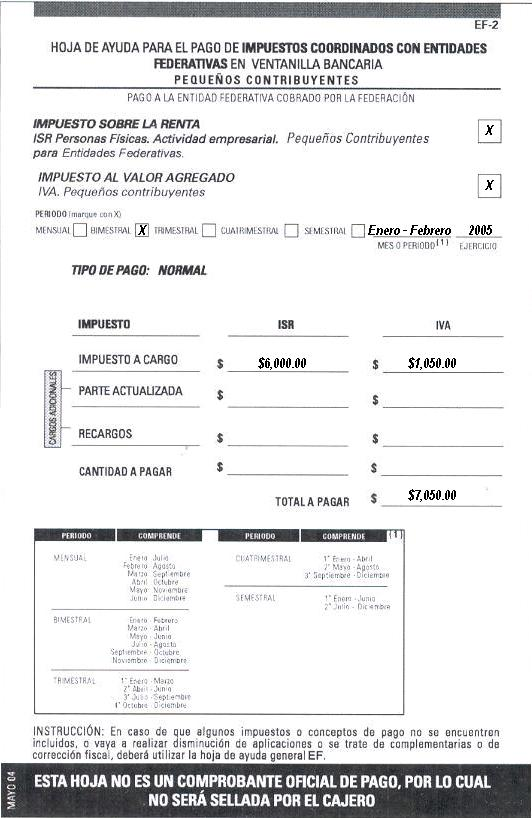 EF-2
HOJA DE AYUDA PARA EL PAGO DE IMPUESTOS COORDINADOS CON ENTIDADES
FEDERATIVAS EN VENTANILLA BANCARIA
PEQUEÑOS CONTRIBUYENTES
PAGO A LA ENTIDAD FEDERATIVA COBRADO POR LA FEDERACIÓN
IMPUESTO SOBRE LA RENTA
ISR Personas Físicas. Actividad empresarial. Pequeños Contribuyentes X
para Entidades Federativas.
IMPUESTO AL VALOR AGREGADO
IVA. Pequeños contribuyentes X
PERIODO (marque con X)
MENSUAL BIMESTRAL X TRIMESTRAL CUATRIMESTRAL SEMESTRAL Enero - Febrero 2005
MES O PERIODO (1) EJERCICIO
TIPO DE PAGO: NORMAL
IMPUESTO ISR IVA
IMPUESTO A CARGO $ $6,000.00 $ $1,050.00
CARGOS ADICIONALES
PARTE ACTUALIZADA $ $
RECARGOS $ $
CANTIDAD A PAGAR $ $
TOTAL A PAGAR $ $7,050.00
PERIODO COMPRENDE PERIODO COMPRENDE (1)
MENSUAL Enero Julio
Febrero Agosto
Marzo Septiembre
Abril Octubre
Mayo Noviembre
Junio Diciembre
CUATRIMESTRAL 1° Enero - Abril
2° Mayo - Agosto
3° Septiembre - Diciembre
SEMESTRAL 1° Enero - Junio
2° Julio - Diciembre
BIMESTRAL Enero - Febrero
Marzo - Abril
Mayo - Junio
Julio - Agosto
Septiembre - Octubre
Noviembre - Diciembre
TRIMESTRAL 1° Enero - Marzo
2° Abril - Junio
3° Julio - Septiembre
4° Octubre - Diciembre
INSTRUCCIÓN: En caso de que algunos impuestos o conceptos de pago no se encuentren
incluidos, o vaya a realizar disminución de aplicaciones o se trate de complementarias o de
corrección fiscal, deberá utilizar la hoja de ayuda general EF.
MAYO 04
ESTA HOJA NO ES UN COMPROBANTE OFICIAL DE PAGO, POR LO CUAL
NO SERÁ SELLADA POR EL CAJERO